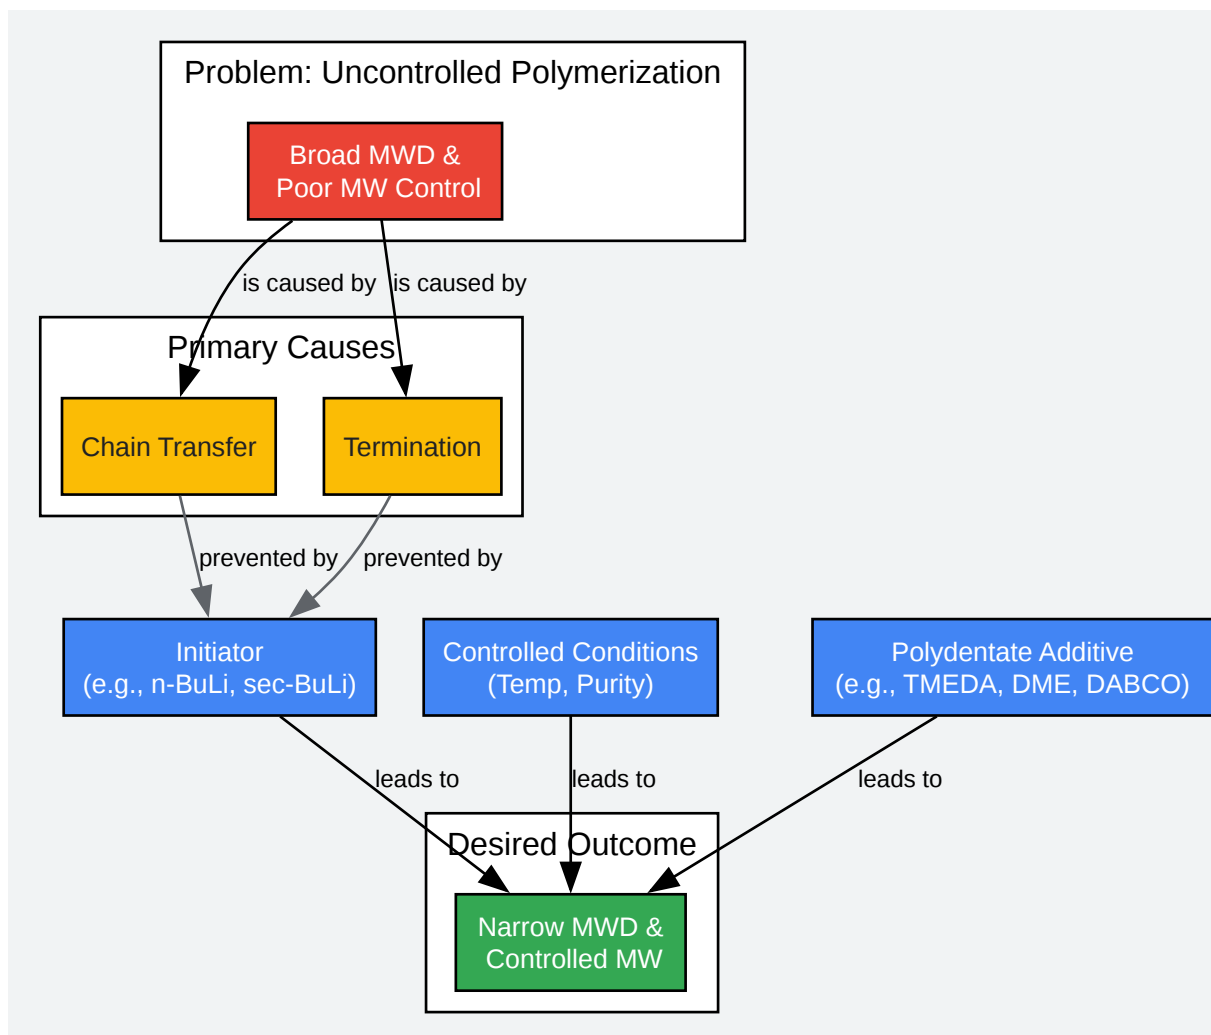 Problem: Uncontrolled Polymerization
Broad MWD &
Poor MW Control
is caused by
is caused by
Primary Causes
Chain Transfer
Termination
prevented by
prevented by
Initiator
(e.g., n-BuLi, sec-BuLi)
Controlled Conditions
(Temp, Purity)
Polydentate Additive
(e.g., TMEDA, DME, DABCO)
leads to
leads to
leads to
Desired Outcome
Narrow MWD &
Controlled MW